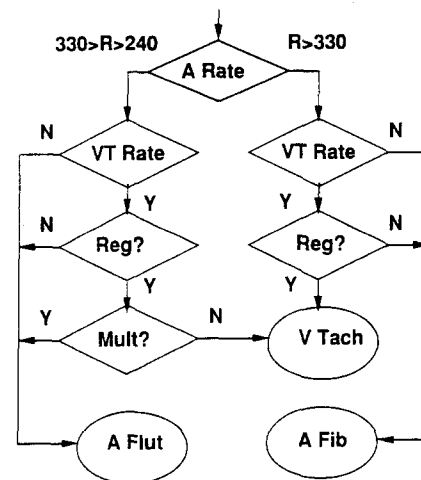 330>R>240
R>330
A Rate
N
VT Rate
VT Rate
N
Y
Y
N
Reg?
Reg?
N
Y
Y
Y
Mult?
N
V Tach
A Flut
A Fib